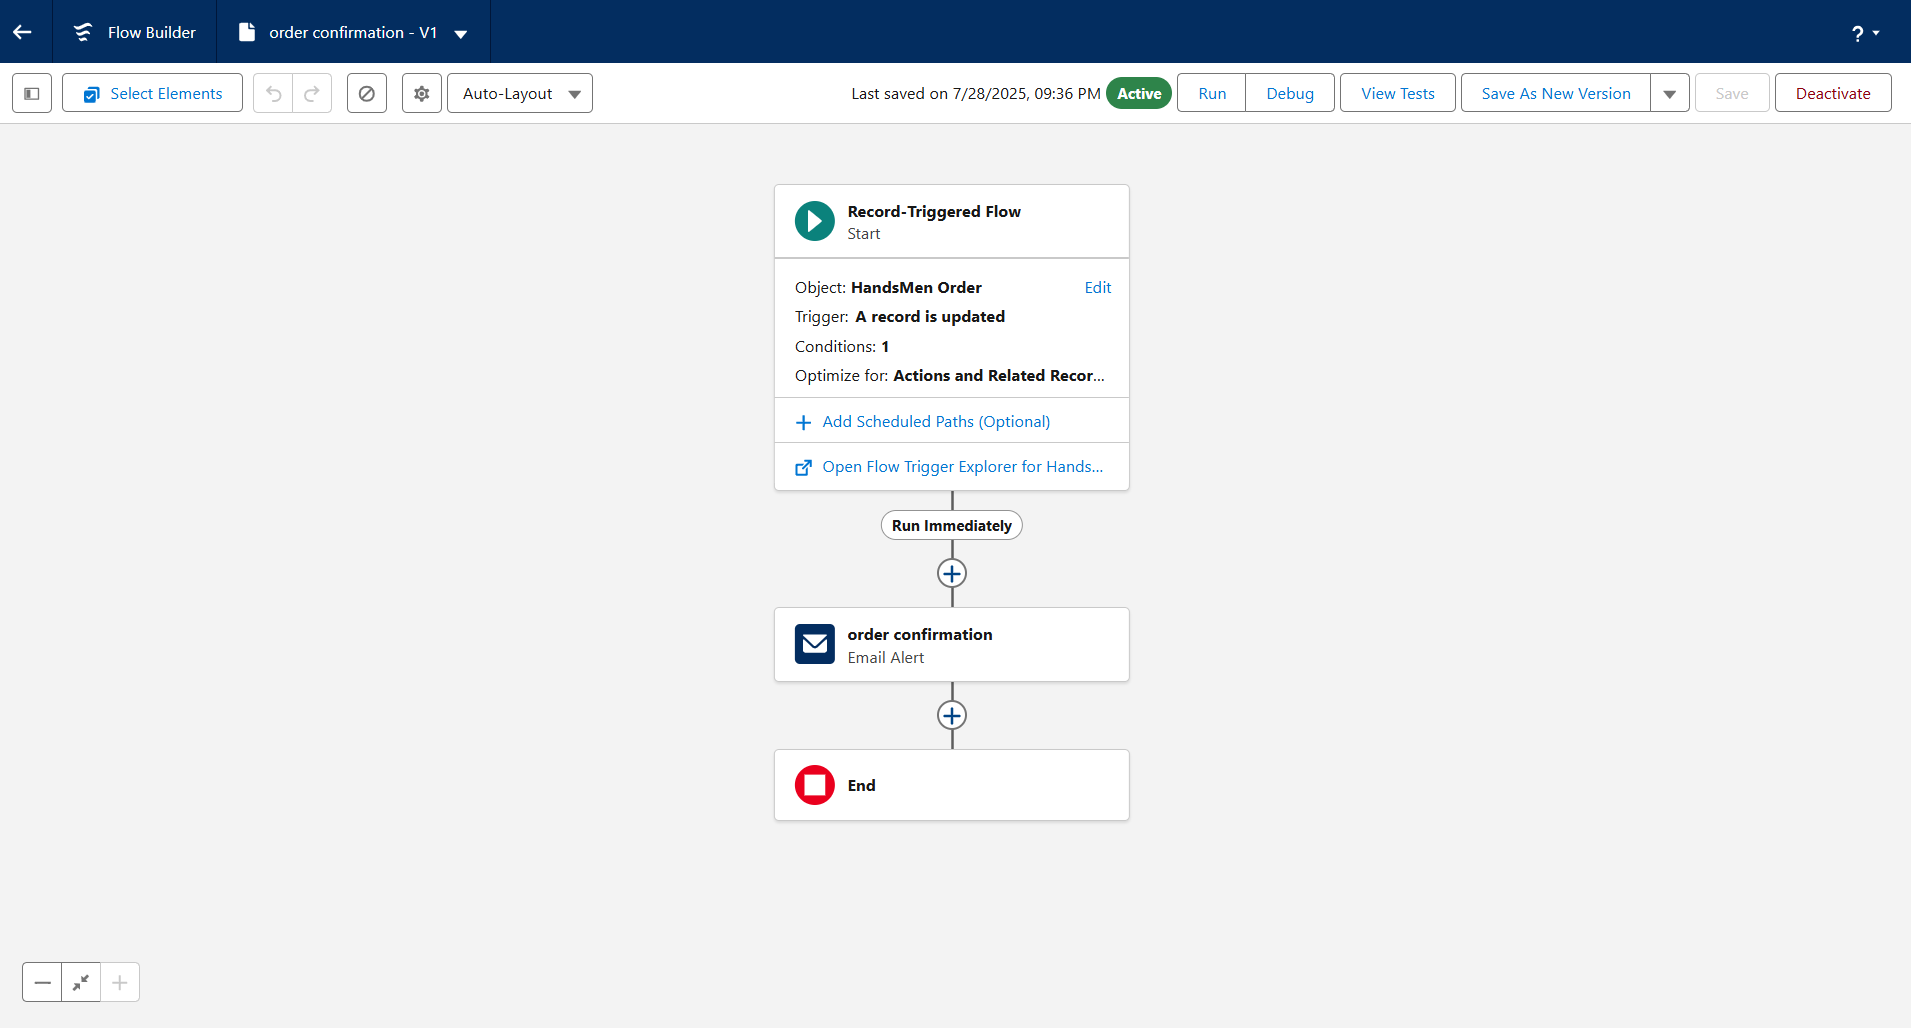 Flow Builder
order confirmation - V1
?
Select Elements
Auto-Layout
Last saved on 7/28/2025, 09:36 PM
Active
Run
Debug
View Tests
Save As New Version
Save
Deactivate
Record-Triggered Flow
Start
Object: HandsMen Order
Edit
Trigger: A record is updated
Conditions: 1
Optimize for: Actions and Related Recor...
Add Scheduled Paths (Optional)
Open Flow Trigger Explorer for Hands...
Run Immediately
order confirmation
Email Alert
End